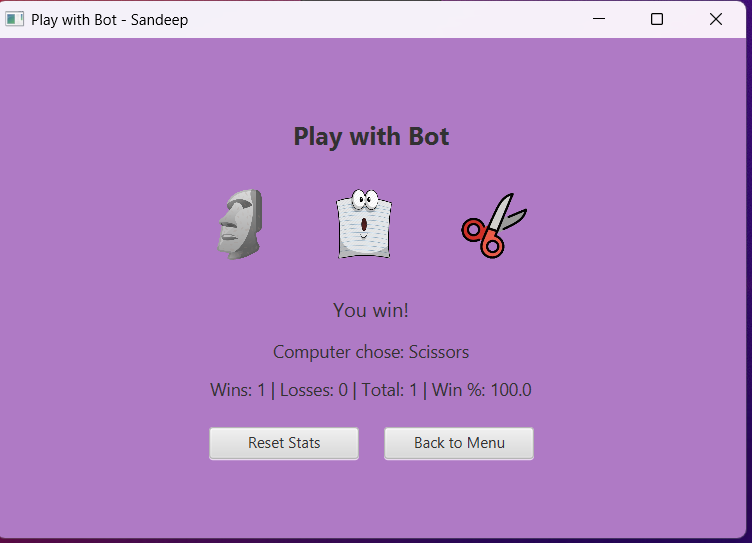 Play with Bot - Sandeep
Play with Bot
You win!
Computer chose: Scissors
Wins: 1 | Losses: 0 | Total: 1 | Win %: 100.0
Reset Stats
Back to Menu